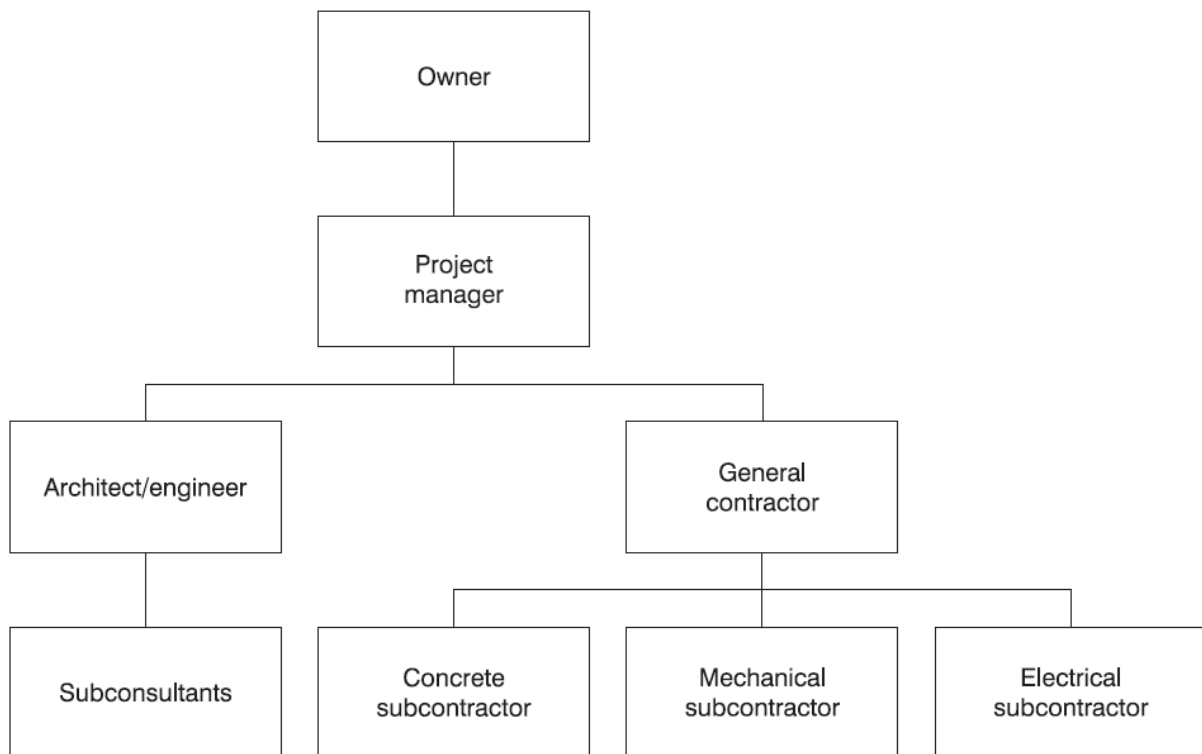 Owner
Project
manager
Architect/engineer
General
contractor
Subconsultants
Concrete
subcontractor
Mechanical
subcontractor
Electrical
subcontractor